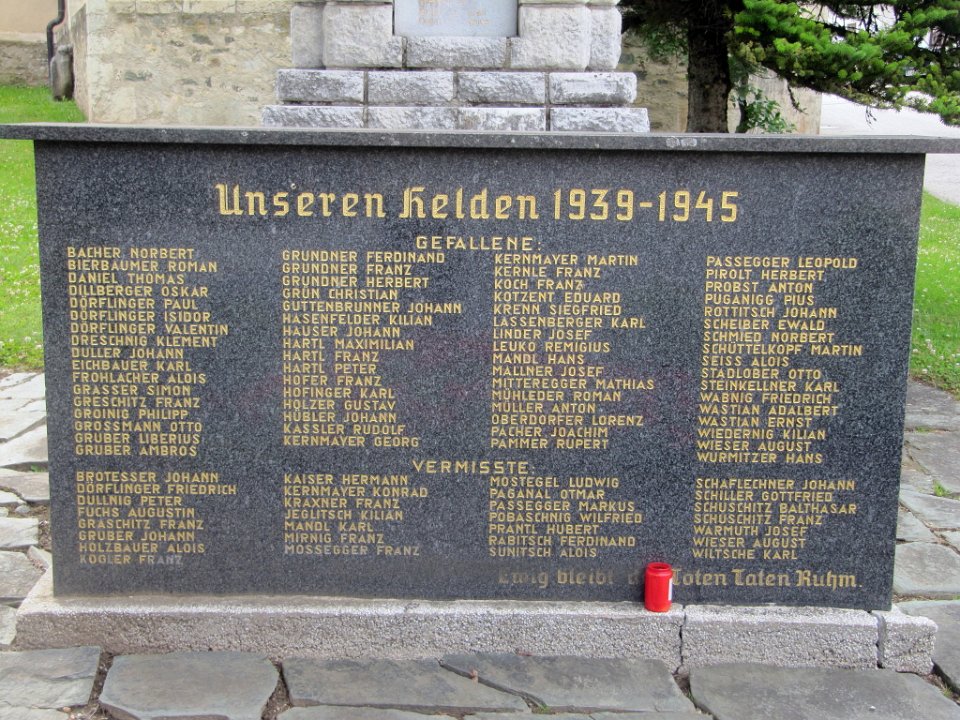 Unseren Helden 1939-1945
GEFALLENE:
BACHER NORBERT
BIERBAUMER ROMAN
DANIEL THOMAS
DILLBERGER OSKAR
DÖRFLINGER PAUL
DÖRFLINGER ISIDOR
DÖRFLINGER VALENTIN
DRESCHNIG KLEMENT
DULLER JOHANN
EICHBAUER KARL
FRÖHLACHER ALOIS
GRASSER SIMON
GRESCHITZ FRANZ
GROINIG PHILIPP
GROSSMANN OTTO
GRUBER LIBERIUS
GRUBER AMBROS
GRUNDNER FERDINAND
GRUNDNER FRANZ
GRUNDNER HERBERT
GRÜN CHRISTIAN
GUTTENBRUNNER JOHANN
HASENFELDER KILIAN
HAUSER JOHANN
HARTL MAXIMILIAN
HARTL FRANZ
HARTL PETER
HOFER FRANZ
HOFINGER KARL
HOLZER GUSTAV
HÜBLER JOHANN
KASSLER RUDOLF
KERNMAYER GEORG
KERNMAYER MARTIN
KERNLE FRANZ
KOCH FRANZ
KOTZENT EDUARD
KRENN SIEGFRIED
LASSENBERGER KARL
LINDER JOSEF
LEUKO REMIGIUS
MANDL HANS
MALLNER JOSEF
MITTEREGGER MATHIAS
MÜHLEDER ROMAN
MÜLLER ANTON
OBERDORFER LORENZ
PACHER JOACHIM
PAMMER RUPERT
PASSEGGER LEOPOLD
PIROLT HERBERT
PROBST ANTON
PUGANIGG PIUS
ROTTITSCH JOHANN
SCHEIBER EWALD
SCHMIED NORBERT
SCHÜTTELKOPF MARTIN
SEISS ALOIS
STADLOBER OTTO
STEINKELLNER KARL
WABNIG FRIEDRICH
WASTIAN ADALBERT
WASTIAN ERNST
WIEDERNIG KILIAN
WIESER AUGUST
WURMITZER HANS
VERMISSTE:
BROTESSER JOHANN
DÖRFLINGER FRIEDRICH
DULLNIG PETER
FUCHS AUGUSTIN
GRASCHITZ FRANZ
GRUBER JOHANN
HOLZBAUER ALOIS
KOGLER FRANZ
KAISER HERMANN
KERNMAYER KONRAD
KRAXNER FRANZ
JEGLITSCH KILIAN
MANDL KARL
MIRNIG FRANZ
MOSSEGGER FRANZ
MOSTEGEL LUDWIG
PAGANAL OTMAR
PASSEGGER MARKUS
POBASCHNIG WILFRIED
PRANTL HUBERT
RABITSCH FERDINAND
SUNITSCH ALOIS
SCHAFLECHNER JOHANN
SCHILLER GOTTFRIED
SCHUSCHITZ BALTHASAR
SCHUSCHITZ FRANZ
WARMUTH JOSEF
WIESER AUGUST
WILTSCHE KARL
Ewig bleibt Toten Taten Ruhm.